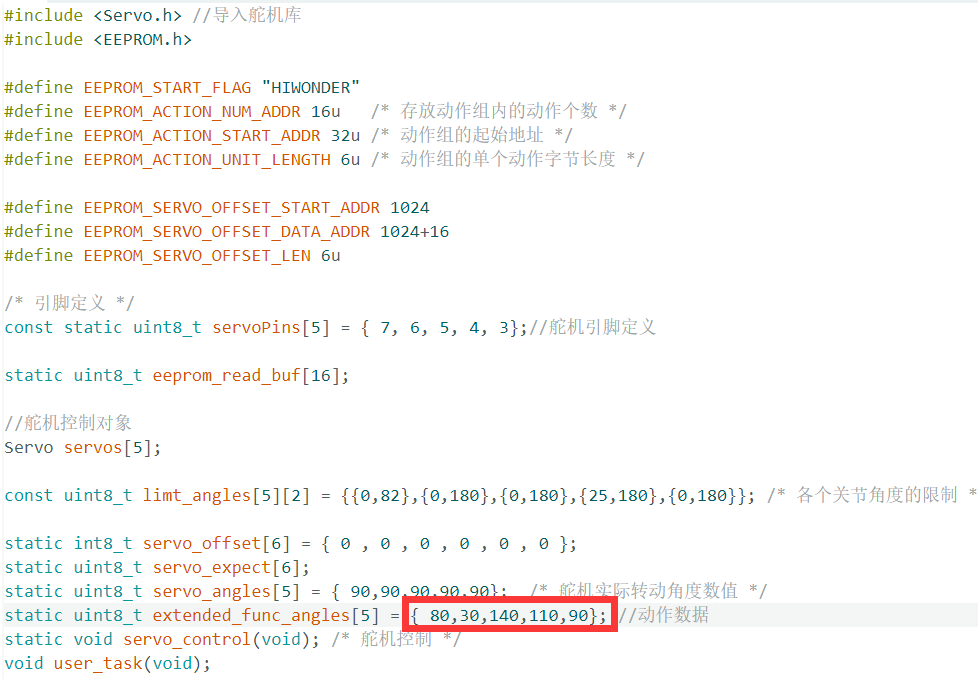 #include <Servo.h> //导入舵机库
#include <EEPROM.h>
#define EEPROM_START_FLAG "HIWONDER"
#define EEPROM_ACTION_NUM_ADDR 16u /* 存放动作组内的动作个数 */
#define EEPROM_ACTION_START_ADDR 32u /* 动作组的起始地址 */
#define EEPROM_ACTION_UNIT_LENGTH 6u /* 动作组的单个动作字节长度 */
#define EEPROM_SERVO_OFFSET_START_ADDR 1024
#define EEPROM_SERVO_OFFSET_DATA_ADDR 1024+16
#define EEPROM_SERVO_OFFSET_LEN 6u
/* 引脚定义 */
const static uint8_t servoPins[5] = { 7, 6, 5, 4, 3};//舵机引脚定义
static uint8_t eeprom_read_buf[16];
//舵机控制对象
Servo servos[5];
const uint8_t limt_angles[5][2] = {{0,82},{0,180},{0,180},{25,180},{0,180}}; /* 各个关节角度的限制 *
static int8_t servo_offset[6] = { 0 , 0 , 0 , 0 , 0 , 0 };
static uint8_t servo_expect[6];
static uint8_t servo_angles[5] = { 90,90,90,90,90}; /* 舵机实际转动角度数值 */
static uint8_t extended_func_angles[5] = { 80,30,140,110,90}; //动作数据
static void servo_control(void); /* 舵机控制 */
void user_task(void);